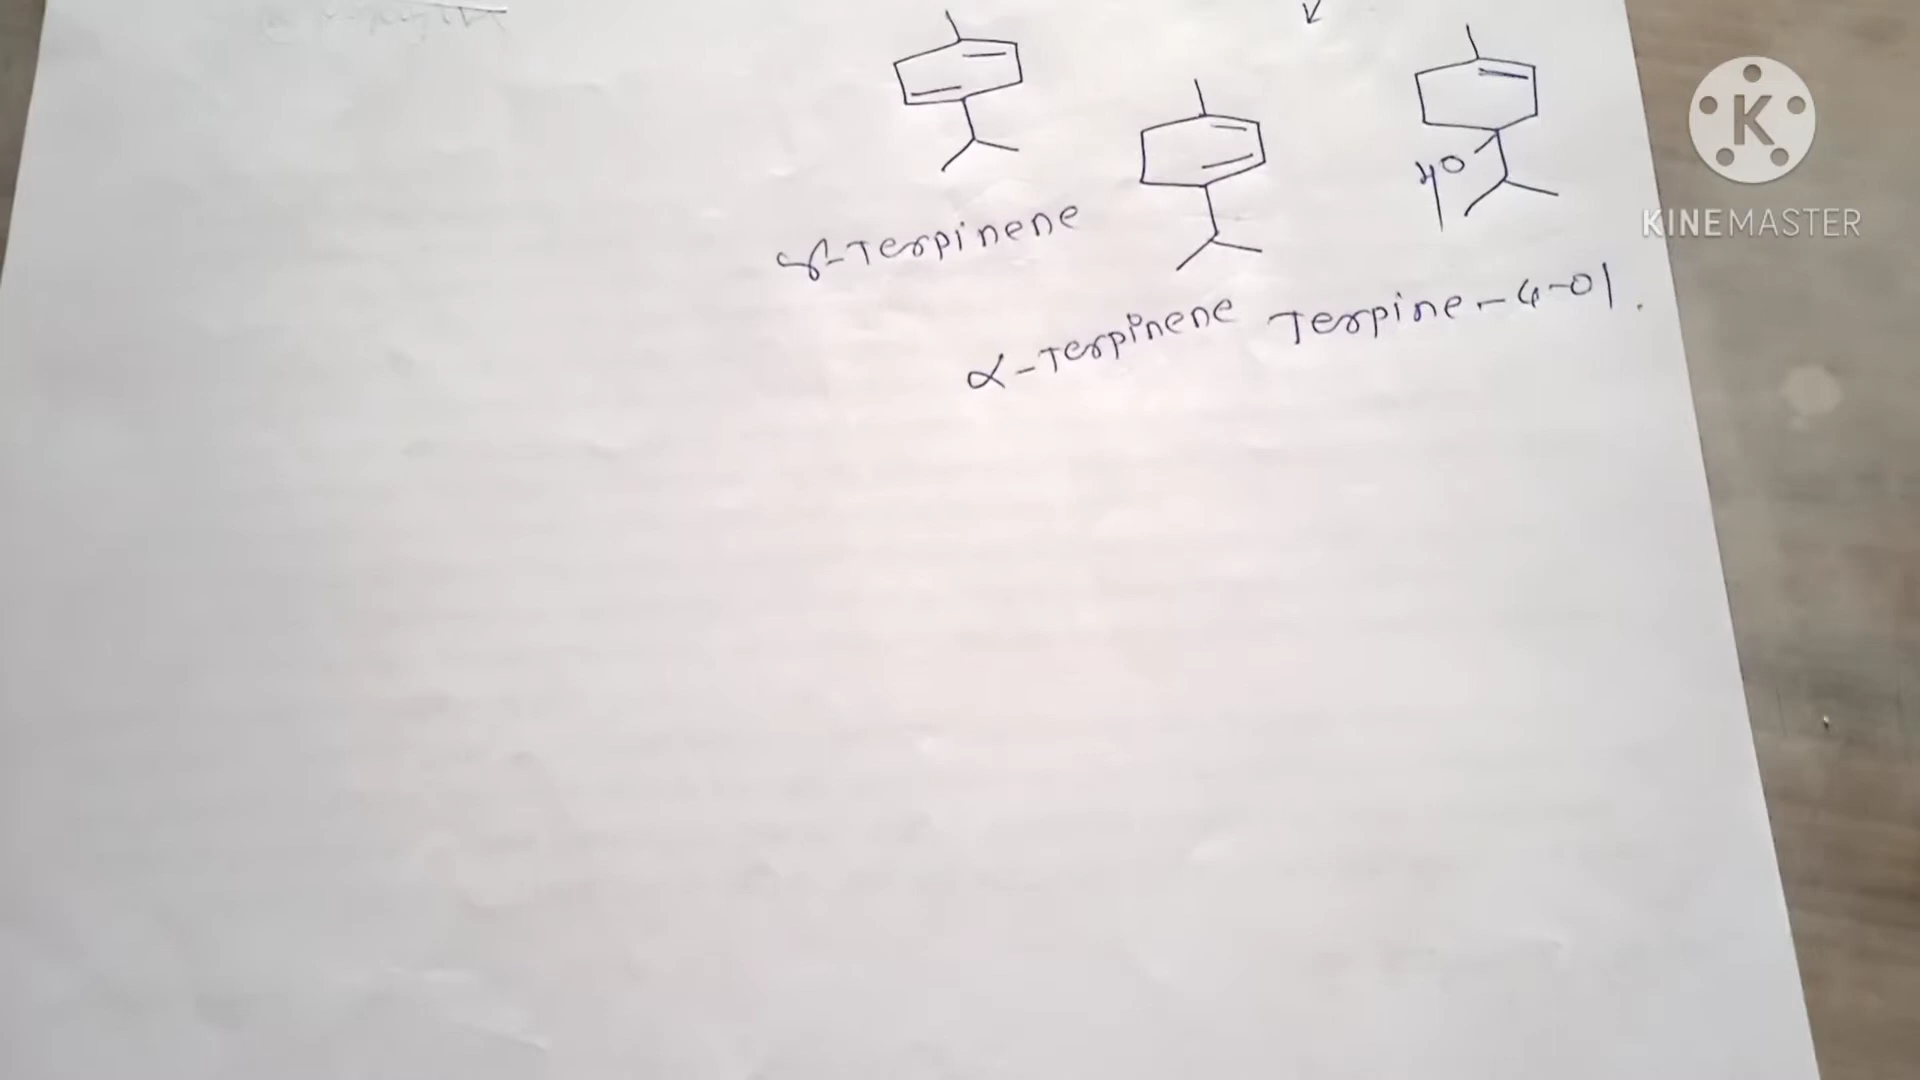 HO
γ-Terpinene
α-Terpinene
Terpine-4-ol.
K
KINEMASTER